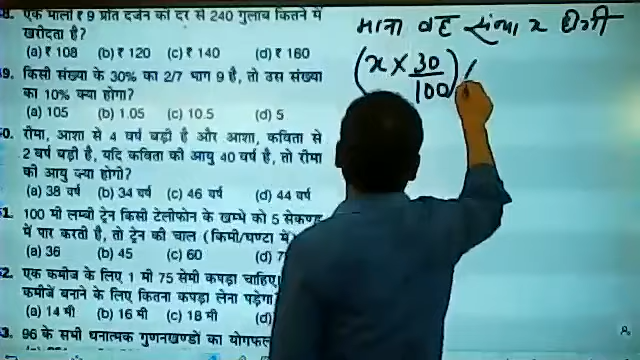 8. एक माली ₹ 9 प्रति दर्जन की दर से 240 गुलाब कितने में
खरीदता है?
(a) ₹ 108 (b) ₹ 120 (c) ₹ 140 (d) ₹ 160
9. किसी संख्या के 30% का 2/7 भाग 9 है, तो उस संख्या
का 10% क्या होगा?
(a) 105 (b) 1.05 (c) 10.5 (d) 5
0. रीमा, आशा से 4 वर्ष बड़ी है और आशा, कविता से
2 वर्ष बड़ी है, यदि कविता की आयु 40 वर्ष है, तो रीमा
की आयु क्या होगी?
(a) 38 वर्ष (b) 34 वर्ष (c) 46 वर्ष (d) 44 वर्ष
1. 100 मी लम्बी ट्रेन किसी टेलीफोन के खम्भे को 5 सेकण्ड
में पार करती है, तो ट्रेन की चाल (किमी/घण्टा में)
(a) 36 (b) 45 (c) 60 (d) 7
2. एक कमीज के लिए 1 मी 75 सेमी कपड़ा चाहिए
कमीजें बनाने के लिए कितना कपड़ा लेना पड़ेगा
(a) 14 मी (b) 16 मी (c) 18 मी (d)
3. 96 के सभी धनात्मक गुणनखण्डों का योगफल
माना वह संख्या x होगी
(x × 30/100)